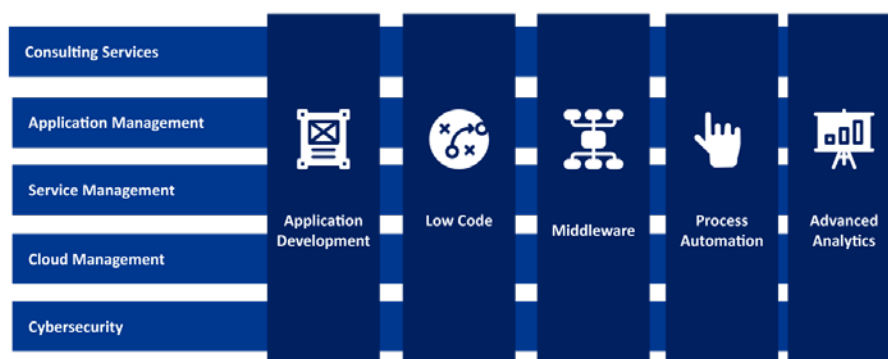 Consulting Services
Application Management
Service Management
Cloud Management
Cybersecurity
Application
Development
Low Code
Middleware
Process
Automation
Advanced
Analytics